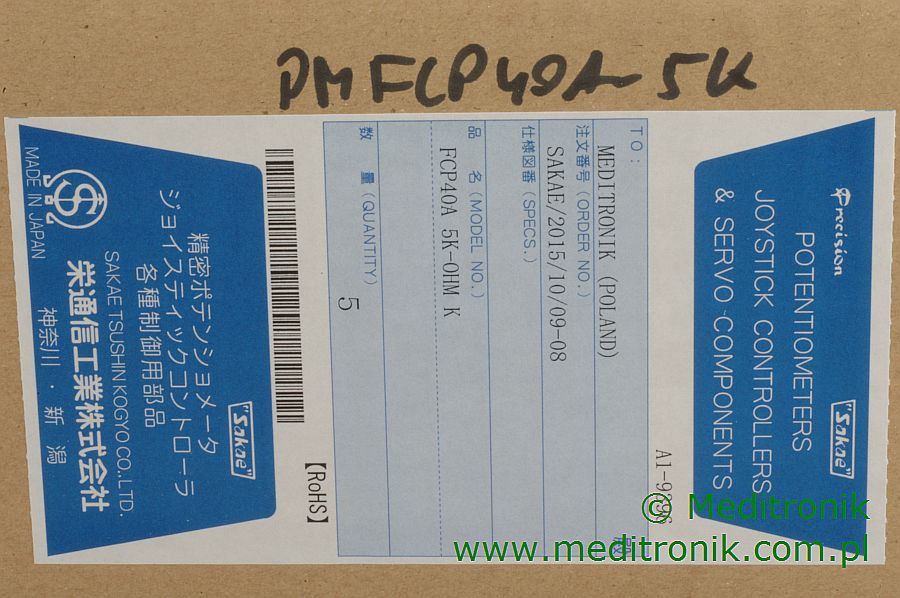 PMFCP40A 5K
Precision
POTENTIOMETERS
JOYSTICK CONTROLLERS
& SERVO COMPONENTS
"Sakae"
A1-9296
TO:
MEDITRONIK (POLAND)
殿
注文番号(ORDER NO.)
SAKAE/2015/10/09-08
仕様図番(SPECS.)
品 名(MODEL NO.)
FCP40A 5K-OHM K
数 量(QUANTITY)
5
【RoHS】
"Sakae"
精密ポテンショメータ
ジョイスティックコントローラ
各種制御用部品
SAKAE TSUSHIN KOGYO CO., LTD.
栄通信工業株式会社
神奈川・新潟
MADE IN JAPAN
© Meditronik
www.meditronik.com.pl